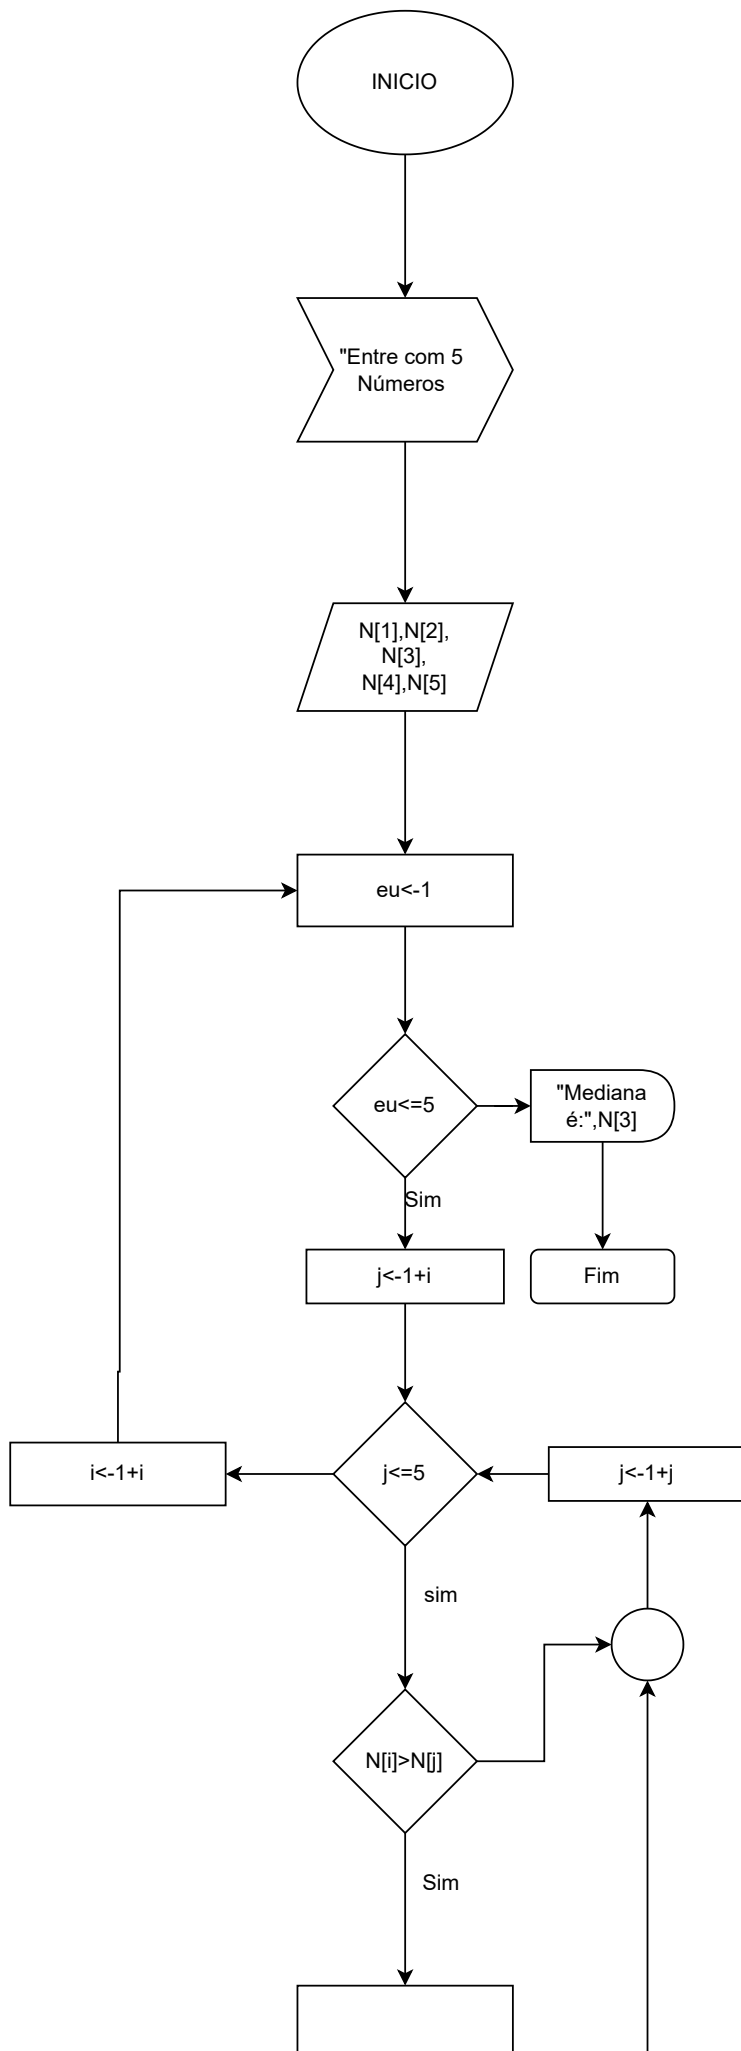 INICIO
"Entre com 5
Números
N[1],N[2],
N[3],
N[4],N[5]
eu<-1
eu<=5
"Mediana
é:",N[3]
Sim
j<-1+i
Fim
i<-1+i
j<=5
j<-1+j
sim
N[i]>N[j]
Sim